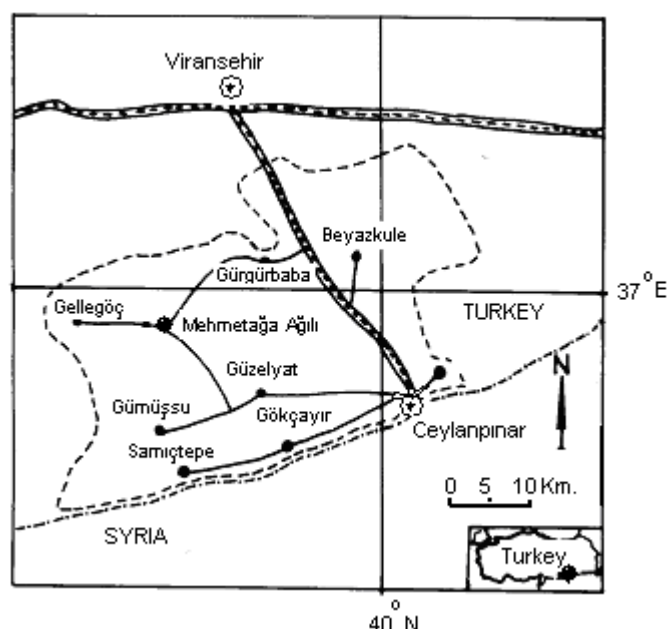 Viransehir
Beyazkule
Gürgürbaba
37°E
Gellegöç
TURKEY
Mehmetağa Ağılı
N
Güzelyat
Gümüşsu
Gökçayır
Samıçtepe
Ceylanpınar
0 5 10 Km.
SYRIA
Turkey
40°N